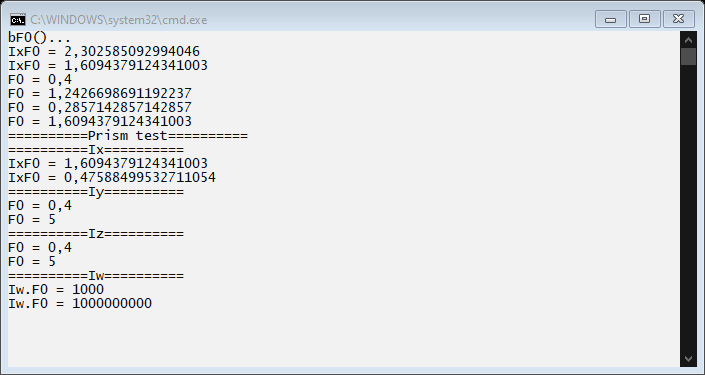 C:\WINDOWS\system32\cmd.exe
bF0()...
IxF0 = 2,302585092994046
IxF0 = 1,6094379124341003
F0 = 0,4
F0 = 1,2426698691192237
F0 = 0,2857142857142857
F0 = 1,6094379124341003
==========Prism test==========
==========Ix==========
IxF0 = 1,6094379124341003
IxF0 = 0,47588499532711054
==========Iy==========
F0 = 0,4
F0 = 5
==========Iz==========
F0 = 0,4
F0 = 5
==========Iw==========
Iw.F0 = 1000
Iw.F0 = 1000000000